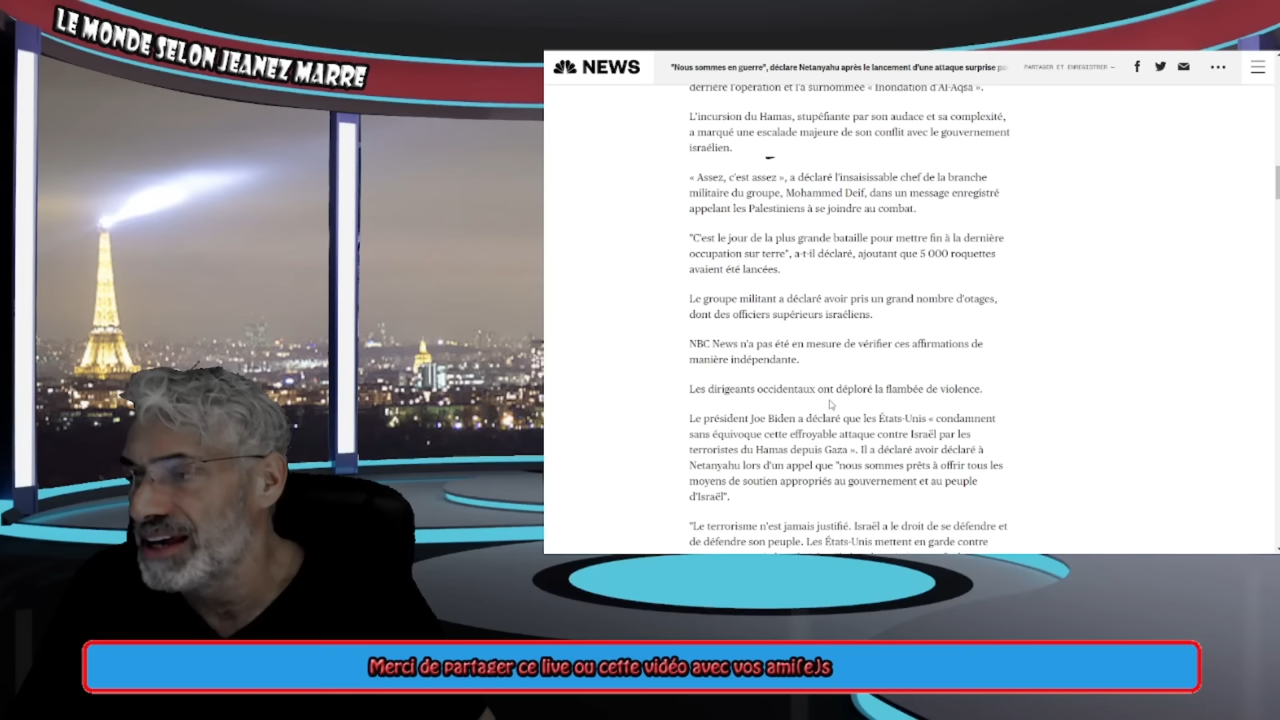 LE MONDE SELON JEANEZ MARRE
NEWS
"Nous sommes en guerre", déclare Netanyahu après le lancement d'une attaque surprise
PARTAGER ET ENREGISTRER —
derrière l'opération et l'a surnommée « Inondation d'Al-Aqsa ».
L'incursion du Hamas, stupéfiante par son audace et sa complexité,
a marqué une escalade majeure de son conflit avec le gouvernement
israélien.
« Assez, c'est assez », a déclaré l'insaisissable chef de la branche
militaire du groupe, Mohammed Deif, dans un message enregistré
appelant les Palestiniens à se joindre au combat.
"C'est le jour de la plus grande bataille pour mettre fin à la dernière
occupation sur terre", a-t-il déclaré, ajoutant que 5 000 roquettes
avaient été lancées.
Le groupe militant a déclaré avoir pris un grand nombre d'otages,
dont des officiers supérieurs israéliens.
NBC News n'a pas été en mesure de vérifier ces affirmations de
manière indépendante.
Les dirigeants occidentaux ont déploré la flambée de violence.
Le président Joe Biden a déclaré que les États-Unis « condamnent
sans équivoque cette effroyable attaque contre Israël par les
terroristes du Hamas depuis Gaza ». Il a déclaré avoir déclaré à
Netanyahu lors d'un appel que "nous sommes prêts à offrir tous les
moyens de soutien appropriés au gouvernement et au peuple
d'Israël".
"Le terrorisme n'est jamais justifié. Israël a le droit de se défendre et
de défendre son peuple. Les États-Unis mettent en garde contre
Merci de partager ce live ou cette vidéo avec vos ami(e)s